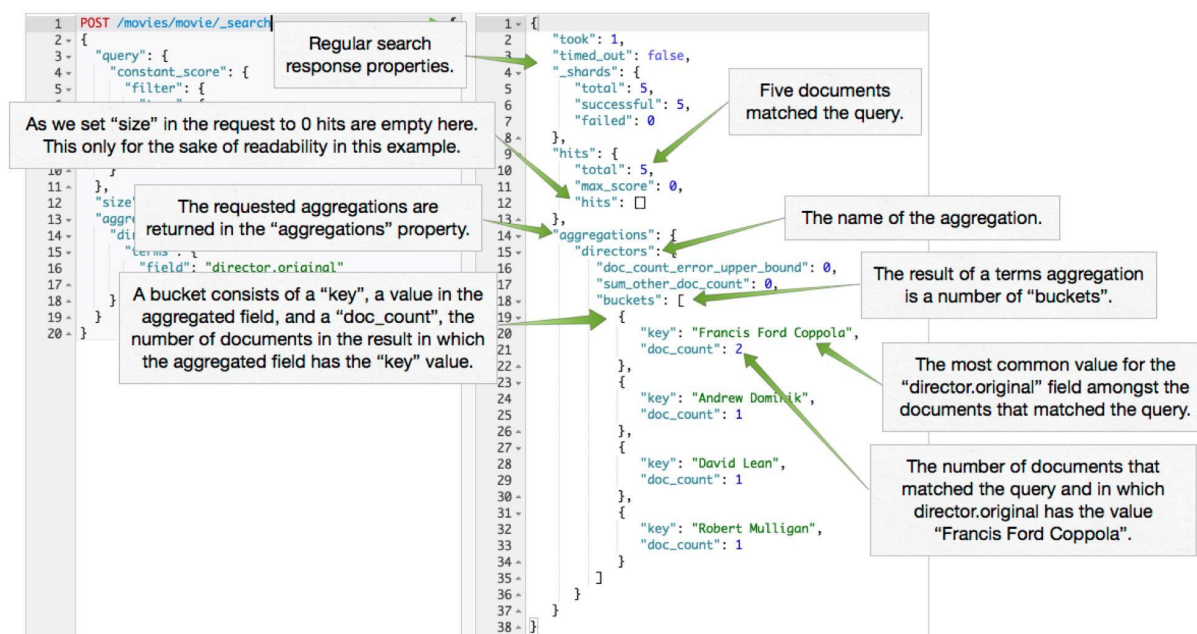 1 POST /movies/movie/_search
2 {
3 "query": {
4 "constant_score": {
5 "filter": {
10 }
11 },
12 "size"
13
14
15 "terms": {
16 "field": "director.original"
18 }
19 }
20 }
Regular search
response properties.
As we set “size” in the request to 0 hits are empty here.
This only for the sake of readability in this example.
The requested aggregations are
returned in the “aggregations” property.
A bucket consists of a “key”, a value in the
aggregated field, and a “doc_count”, the
number of documents in the result in which
the aggregated field has the “key” value.
1 {
2 "took": 1,
3 "timed_out": false,
4 "_shards": {
5 "total": 5,
6 "successful": 5,
7 "failed": 0
8 },
9 "hits": {
10 "total": 5,
11 "max_score": 0,
12 "hits": []
13 },
14 "aggregations": {
15 "directors": {
16 "doc_count_error_upper_bound": 0,
17 "sum_other_doc_count": 0,
18 "buckets": [
19 {
20 "key": "Francis Ford Coppola",
21 "doc_count": 2
22 },
23 {
24 "key": "Andrew Dominik",
25 "doc_count": 1
26 },
27 {
28 "key": "David Lean",
29 "doc_count": 1
30 },
31 {
32 "key": "Robert Mulligan",
33 "doc_count": 1
34 }
35 ]
36 }
37 }
38 }
Five documents
matched the query.
The name of the aggregation.
The result of a terms aggregation
is a number of “buckets”.
The most common value for the
“director.original” field amongst the
documents that matched the query.
The number of documents that
matched the query and in which
director.original has the value
“Francis Ford Coppola”.